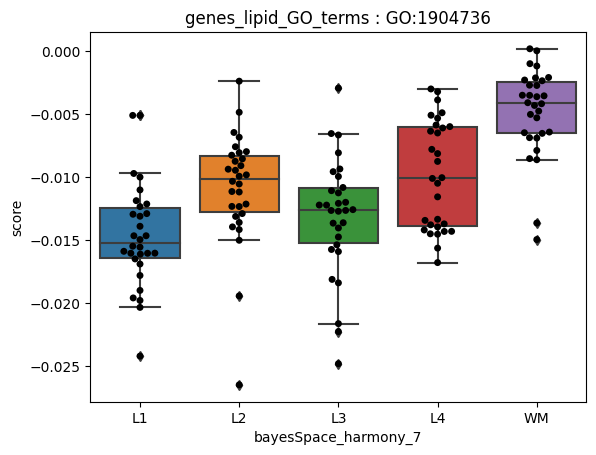 genes_lipid_GO_terms : GO:1904736
0.000
−0.005
−0.010
−0.015
−0.020
−0.025
score
L1 L2 L3 L4 WM
bayesSpace_harmony_7